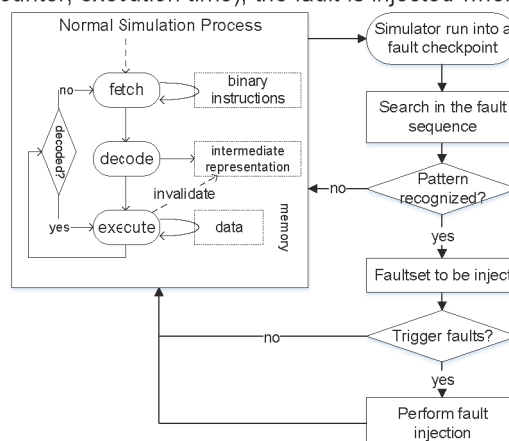 Normal Simulation Process
fetch
binary
instructions
no
decoded?
decode
intermediate
representation
invalidate
yes
execute
data
memory
Simulator run into a
fault checkpoint
Search in the fault
sequence
Pattern
recognized?
no
yes
Faultset to be inject
Trigger faults?
no
yes
Perform fault
injection